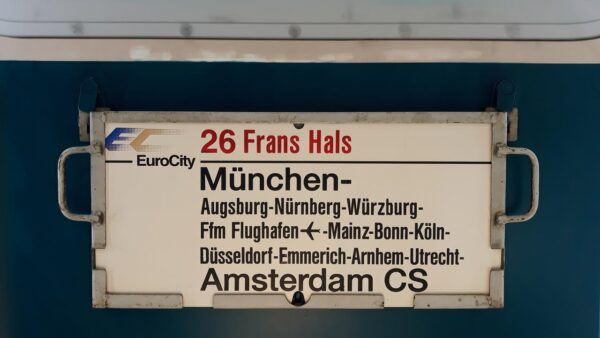 EC
EuroCity
26 Frans Hals
München-
Augsburg-Nürnberg-Würzburg-
Ffm Flughafen✈-Mainz-Bonn-Köln-
Düsseldorf-Emmerich-Arnhem-Utrecht-
Amsterdam CS